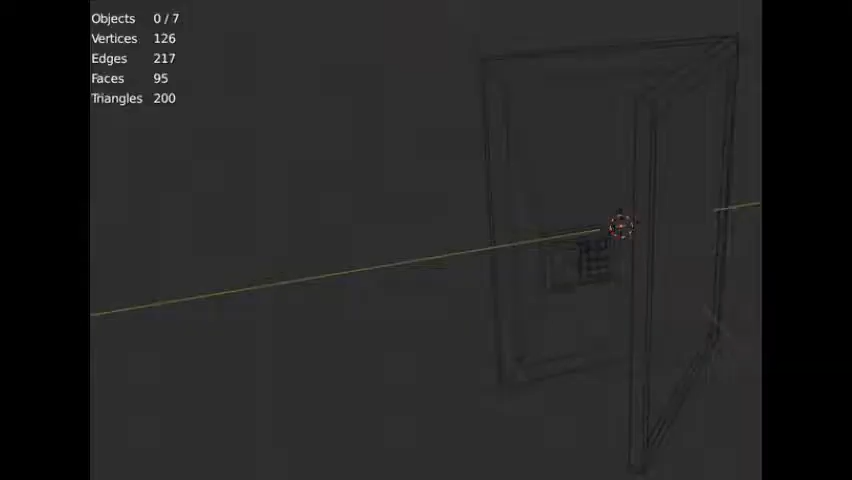 Objects 0 / 7
Vertices 126
Edges 217
Faces 95
Triangles 200